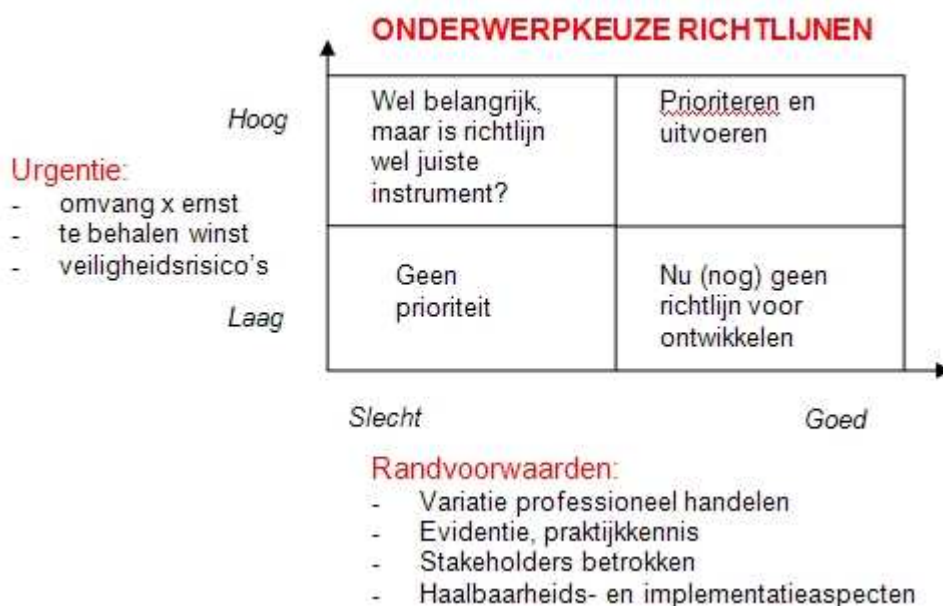 ONDERWERPKEUZE RICHTLIJNEN
Hoog
Wel belangrijk,
maar is richtlijn
wel juiste
instrument?
Prioriteren en
uitvoeren
Urgentie:
- omvang x ernst
- te behalen winst
- veiligheidsrisico's
Laag
Geen
prioriteit
Nu (nog) geen
richtlijn voor
ontwikkelen
Slecht
Goed
Randvoorwaarden:
- Variatie professioneel handelen
- Evidentie, praktijkkennis
- Stakeholders betrokken
- Haalbaarheids- en implementatieaspecten